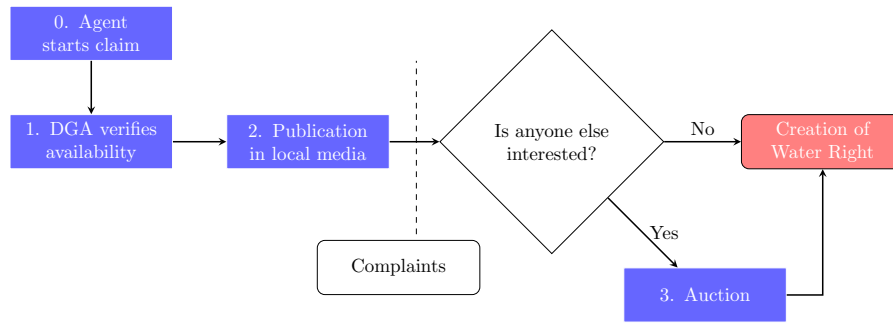 0. Agent
starts claim
1. DGA verifies
availability
2. Publication
in local media
Complaints
Is anyone else
interested?
No
Yes
3. Auction
Creation of
Water Right